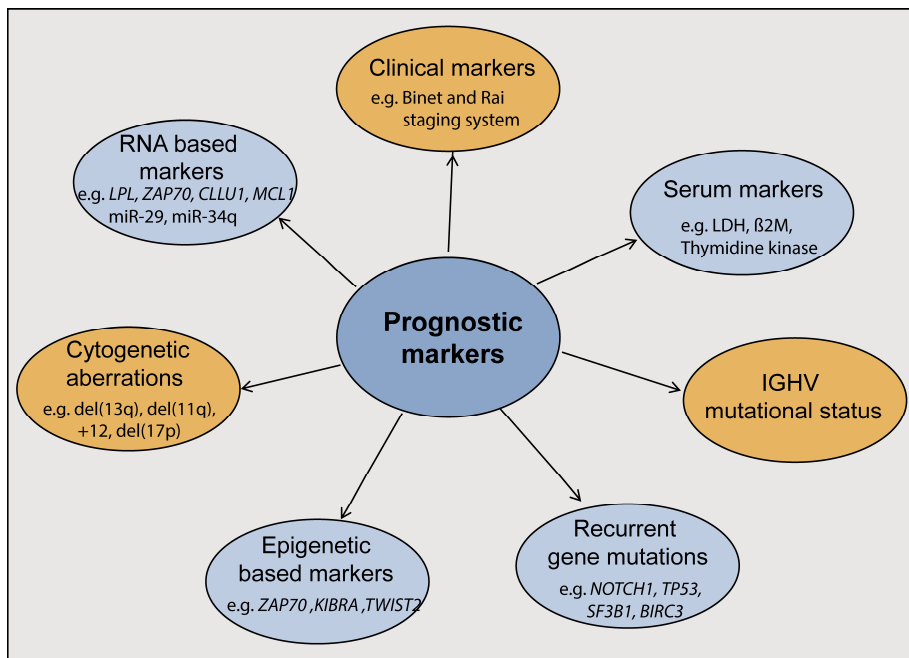 Clinical markers
e.g. Binet and Rai
staging system
RNA based
markers
e.g. LPL, ZAP70, CLLU1, MCL1
miR-29, miR-34q
Serum markers
e.g. LDH, ß2M,
Thymidine kinase
Prognostic
markers
Cytogenetic
aberrations
e.g. del(13q), del(11q),
+12, del(17p)
IGHV
mutational status
Epigenetic
based markers
e.g. ZAP70 ,KIBRA ,TWIST2
Recurrent
gene mutations
e.g. NOTCH1, TP53,
SF3B1, BIRC3